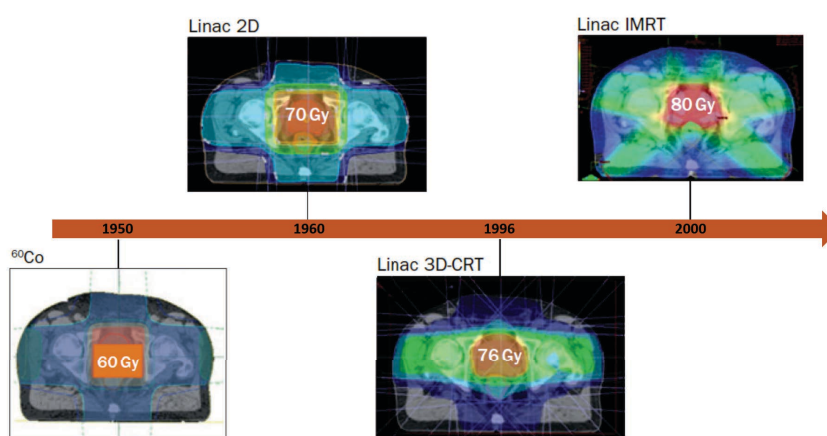 Linac 2D
Linac IMRT
70 Gy
80 Gy
1950
1960
1996
2000
⁶⁰Co
Linac 3D-CRT
60 Gy
76 Gy